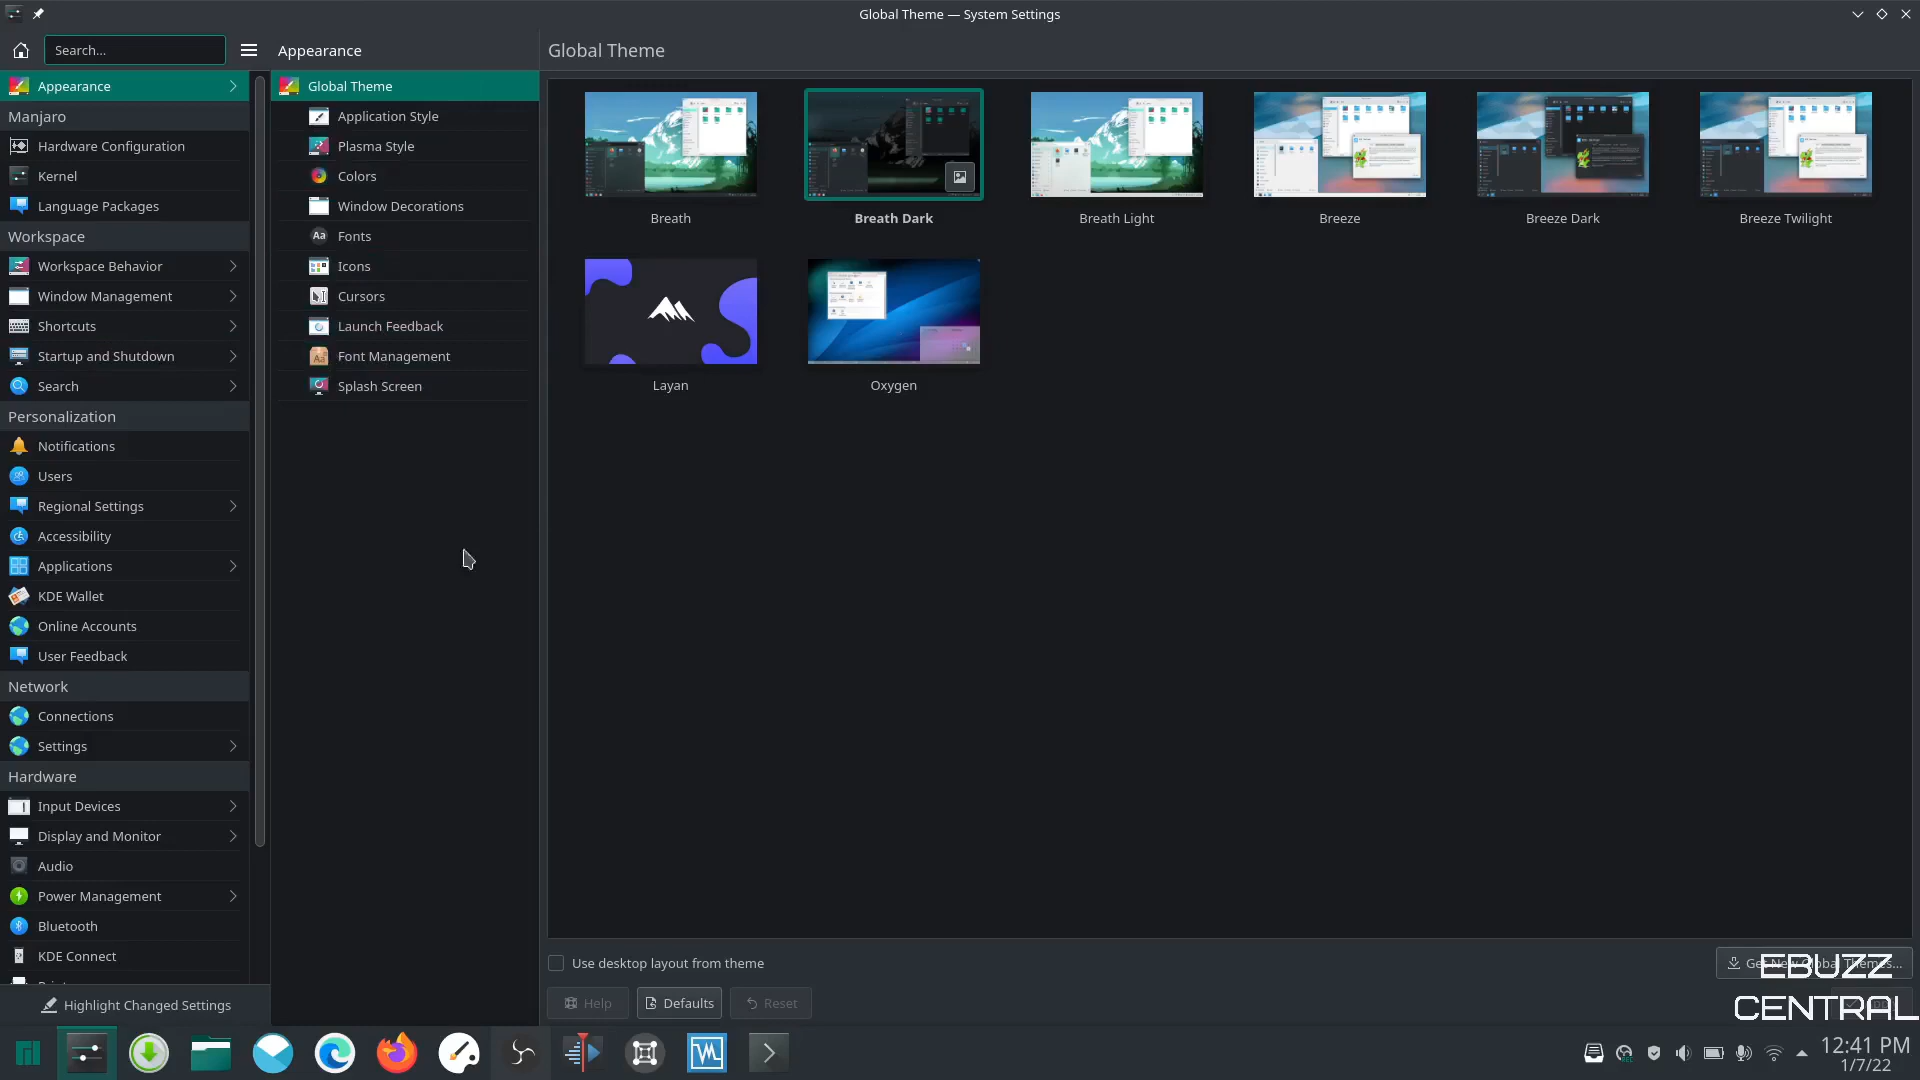 Global Theme — System Settings
Search...
Appearance
Global Theme
Appearance
Manjaro
Hardware Configuration
Kernel
Language Packages
Workspace
Workspace Behavior
Window Management
Shortcuts
Startup and Shutdown
Search
Personalization
Notifications
Users
Regional Settings
Accessibility
Applications
KDE Wallet
Online Accounts
User Feedback
Network
Connections
Settings
Hardware
Input Devices
Display and Monitor
Audio
Power Management
Bluetooth
KDE Connect
Highlight Changed Settings
Global Theme
Application Style
Plasma Style
Colors
Window Decorations
Fonts
Icons
Cursors
Launch Feedback
Font Management
Splash Screen
Breath
Breath Dark
Breath Light
Breeze
Breeze Dark
Breeze Twilight
Layan
Oxygen
Use desktop layout from theme
Get New Global Themes...
Help
Defaults
Reset
EBUZZ
CENTRAL
12:41 PM
1/7/22